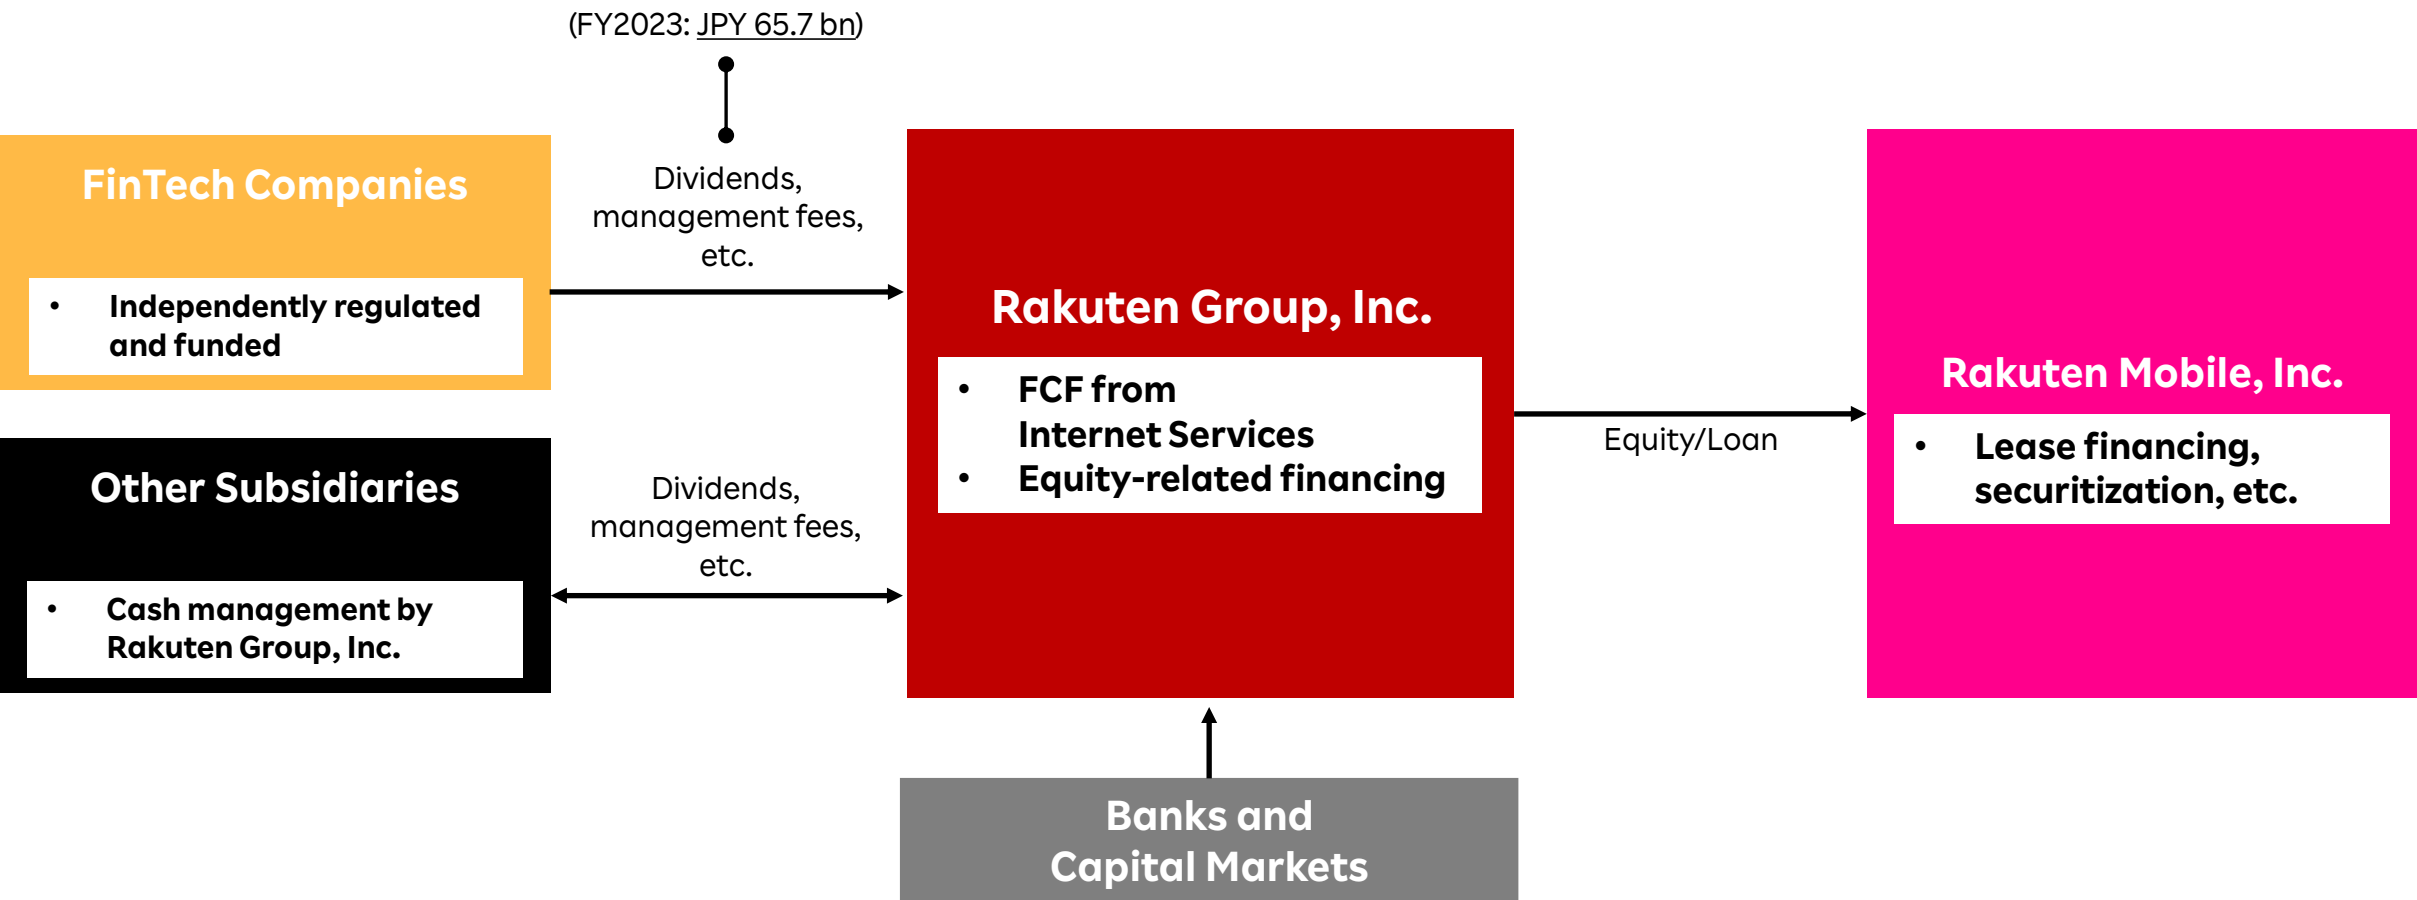 (FY2023: JPY 65.7 bn)
FinTech Companies
• Independently regulated
and funded
Dividends,
management fees,
etc.
Other Subsidiaries
• Cash management by
Rakuten Group, Inc.
Dividends,
management fees,
etc.
Rakuten Group, Inc.
• FCF from
Internet Services
• Equity-related financing
Equity/Loan
Rakuten Mobile, Inc.
• Lease financing,
securitization, etc.
Banks and
Capital Markets